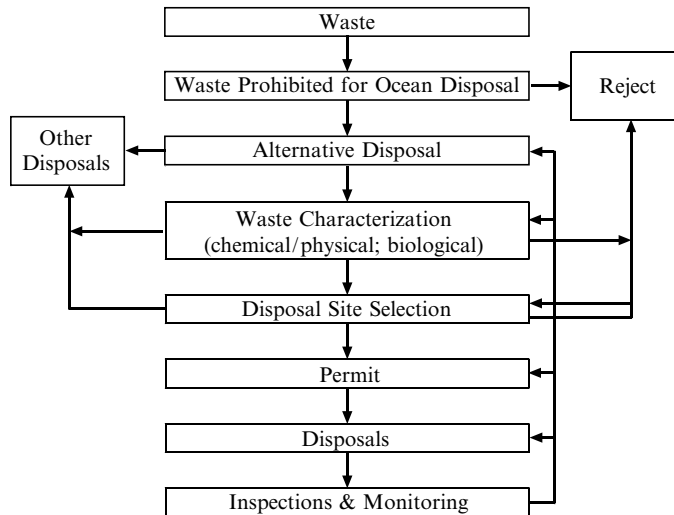 Waste
Waste Prohibited for Ocean Disposal
Reject
Other
Disposals
Alternative Disposal
Waste Characterization
(chemical/physical; biological)
Disposal Site Selection
Permit
Disposals
Inspections & Monitoring